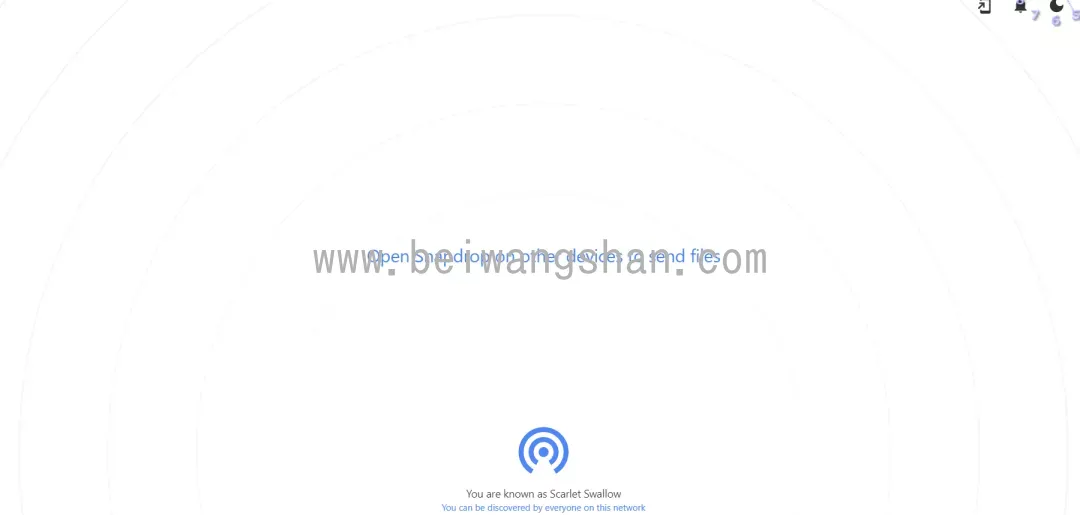 7
6
5
Open Snapdrop on other devices to send files
www.beiwangshan.com
You are known as Scarlet Swallow
You can be discovered by everyone on this network